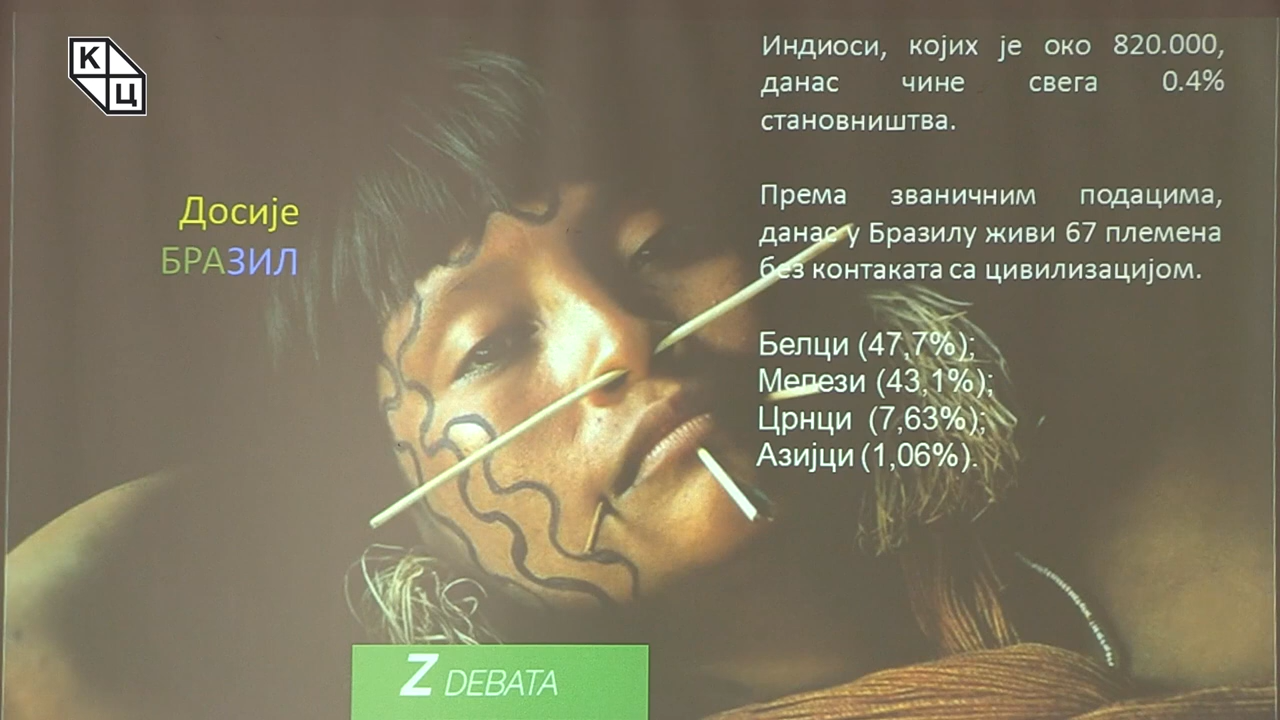 К
Ц
Досије
БРАЗИЛ
Индиоси, којих је око 820.000,
данас чине свега 0.4%
становништва.
Према званичним подацима,
данас у Бразилу живи 67 племена
без контаката са цивилизацијом.
Белци (47,7%);
Мелези (43,1%);
Црнци (7,63%);
Азијци (1,06%).
Z DEBATA